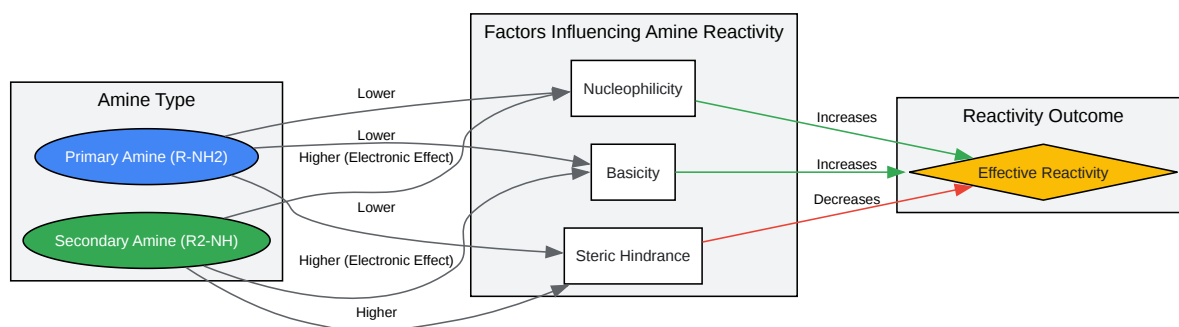 Factors Influencing Amine Reactivity
Amine Type
Reactivity Outcome
Primary Amine (R-NH2)
Secondary Amine (R2-NH)
Lower
Lower
Higher (Electronic Effect)
Lower
Higher (Electronic Effect)
Higher
Nucleophilicity
Basicity
Steric Hindrance
Increases
Increases
Decreases
Effective Reactivity